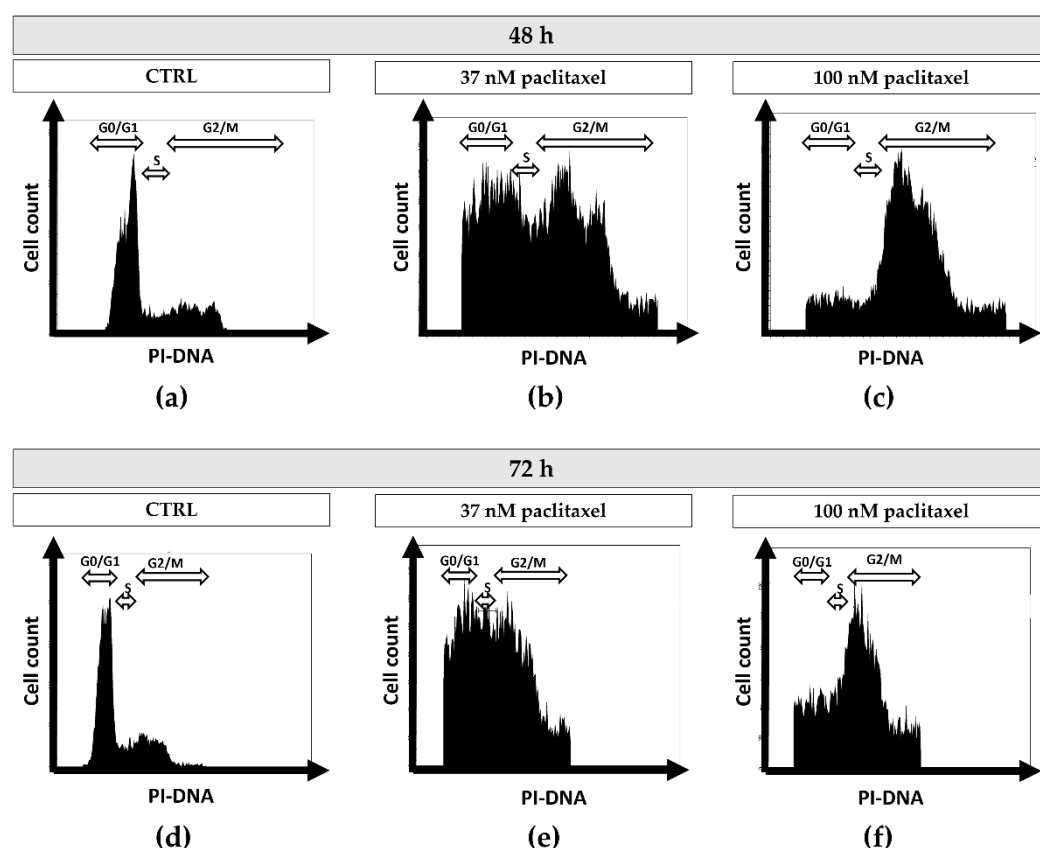 48 h
CTRL
37 nM paclitaxel
100 nM paclitaxel
G0/G1
S
G2/M
Cell count
PI-DNA
(a)
G0/G1
S
G2/M
Cell count
PI-DNA
(b)
G0/G1
S
G2/M
Cell count
PI-DNA
(c)
72 h
CTRL
37 nM paclitaxel
100 nM paclitaxel
G0/G1
S
G2/M
Cell count
PI-DNA
(d)
G0/G1
S
G2/M
Cell count
PI-DNA
(e)
G0/G1
S
G2/M
Cell count
PI-DNA
(f)